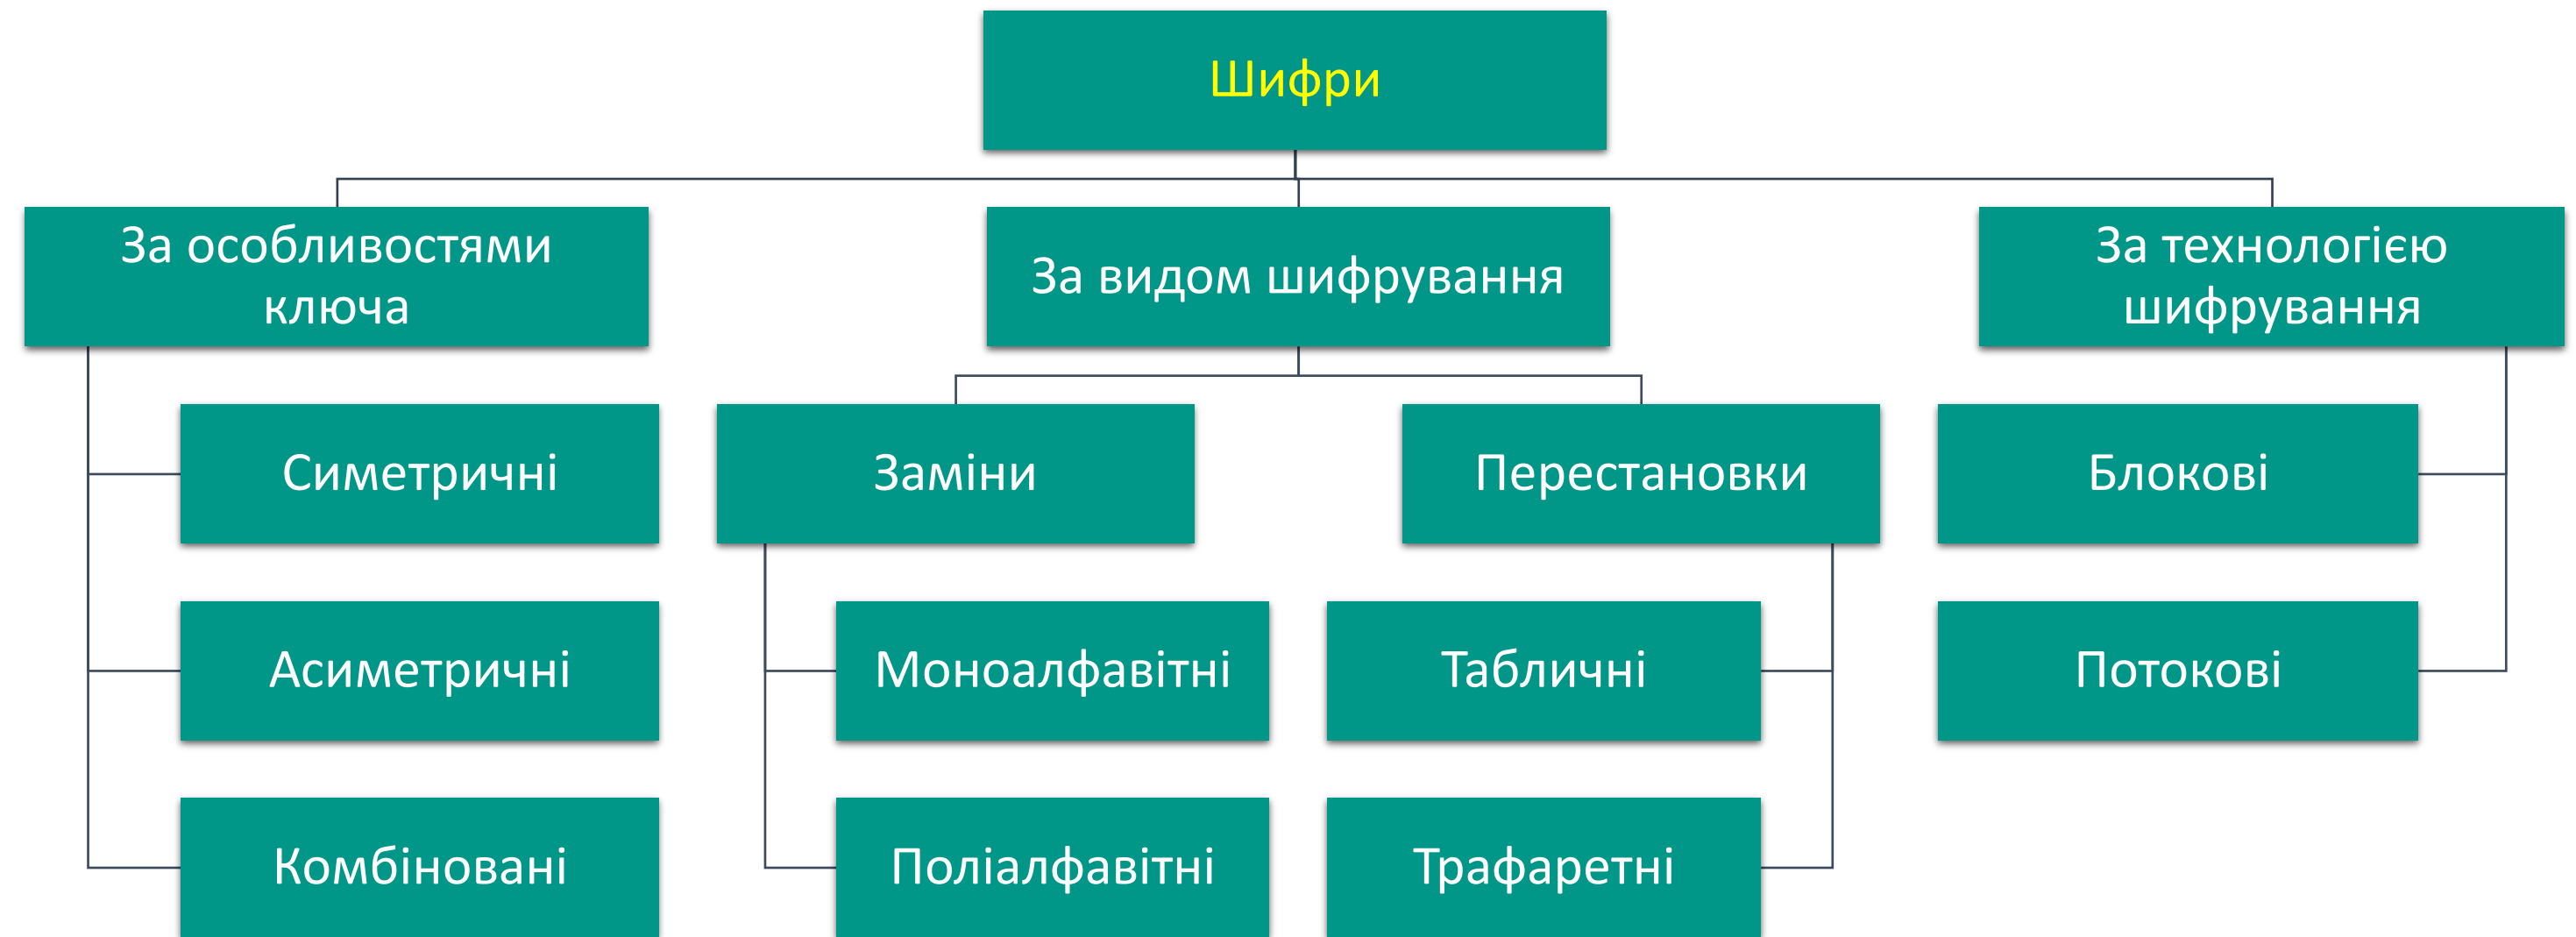 Шифри
За особливостями
ключа
За видом шифрування
За технологією
шифрування
Симетричні
Заміни
Перестановки
Блокові
Асиметричні
Моноалфавітні
Табличні
Потокові
Комбіновані
Поліалфавітні
Трафаретні